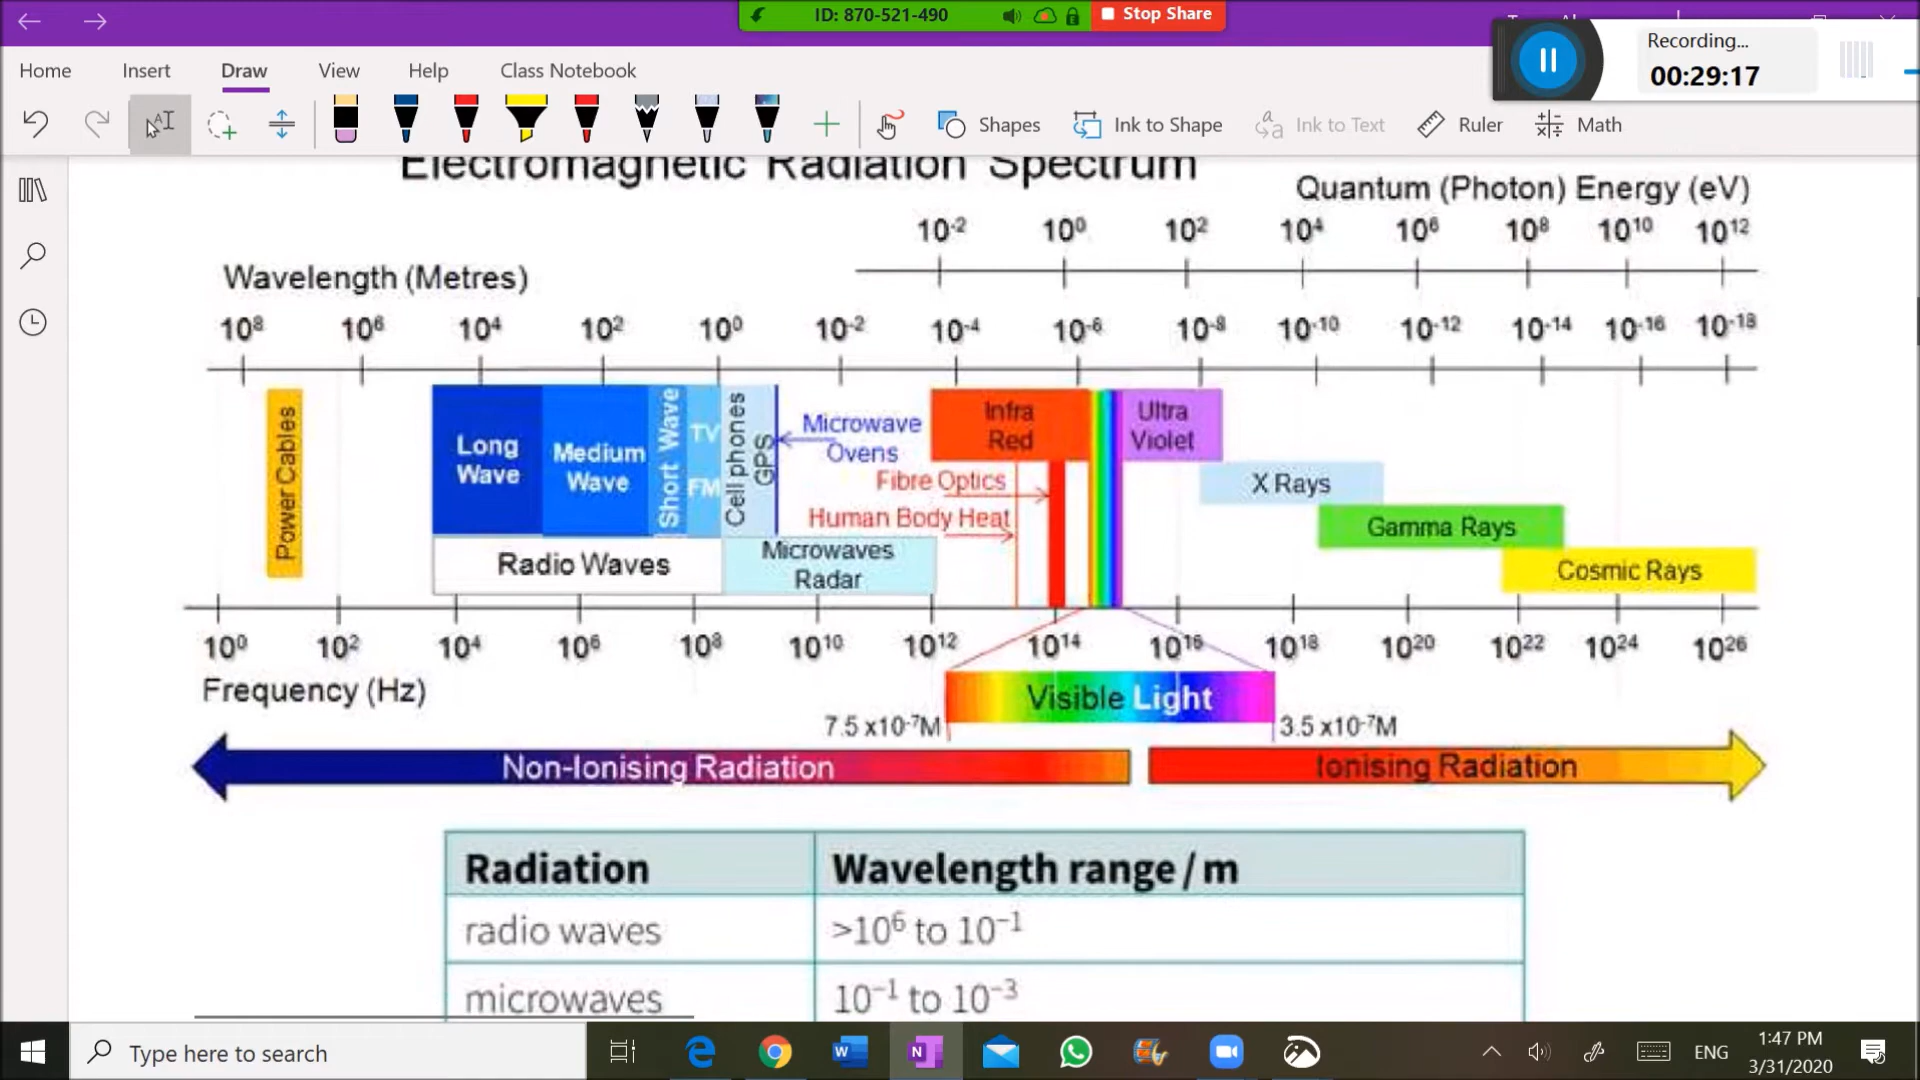 ID: 870-521-490
Stop Share
Recording...
00:29:17
Home Insert Draw View Help Class Notebook
Shapes Ink to Shape Ink to Text Ruler Math
Electromagnetic Radiation Spectrum
Quantum (Photon) Energy (eV)
10⁻² 10⁰ 10² 10⁴ 10⁶ 10⁸ 10¹⁰ 10¹²
Wavelength (Metres)
10⁸ 10⁶ 10⁴ 10² 10⁰ 10⁻² 10⁻⁴ 10⁻⁶ 10⁻⁸ 10⁻¹⁰ 10⁻¹² 10⁻¹⁴ 10⁻¹⁶ 10⁻¹⁸
Power Cables
Long
Wave
Medium
Wave
Short Wave
TV
FM
Cell phones
GPS
Microwave
Ovens
Infra
Red
Ultra
Violet
Fibre Optics
Human Body Heat
X Rays
Gamma Rays
Cosmic Rays
Radio Waves
Microwaves
Radar
10⁰ 10² 10⁴ 10⁶ 10⁸ 10¹⁰ 10¹² 10¹⁴ 10¹⁶ 10¹⁸ 10²⁰ 10²² 10²⁴ 10²⁶
Frequency (Hz)
Visible Light
7.5 x10⁻⁷M 3.5 x10⁻⁷M
Non-Ionising Radiation Ionising Radiation
Radiation Wavelength range / m
radio waves >10⁶ to 10⁻¹
microwaves 10⁻¹ to 10⁻³
Type here to search
ENG
1:47 PM
3/31/2020